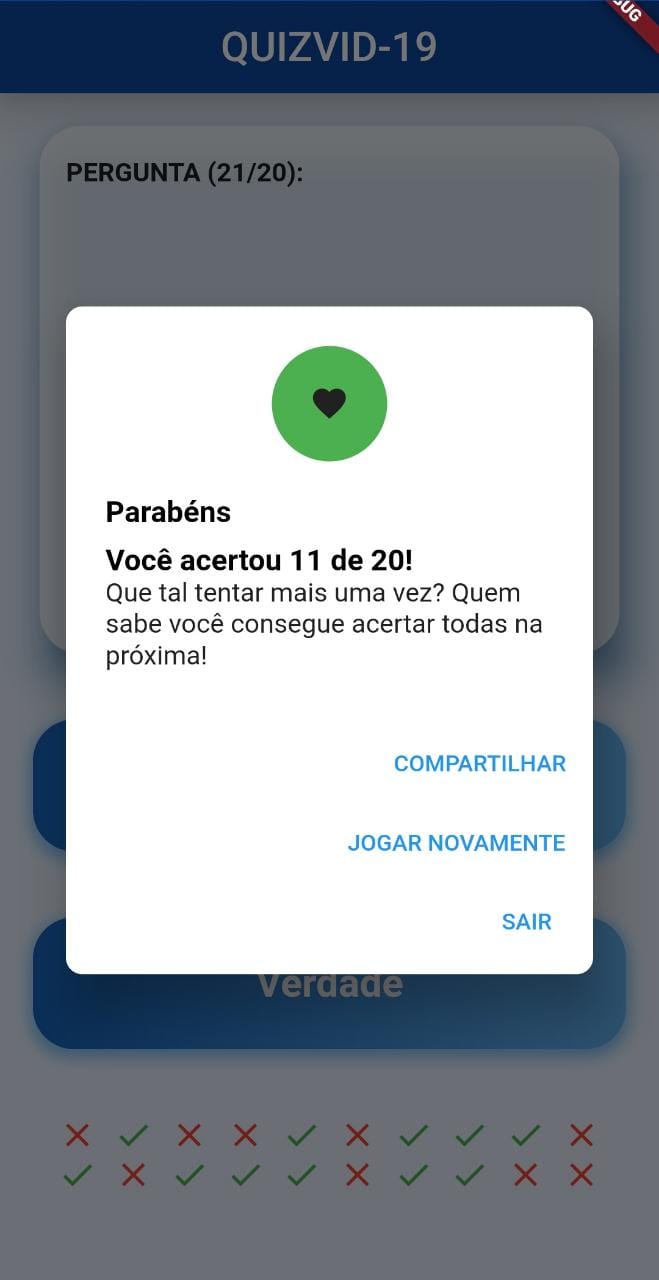 QUIZVID-19
PERGUNTA (21/20):
Parabéns
Você acertou 11 de 20!
Que tal tentar mais uma vez? Quem
sabe você consegue acertar todas na
próxima!
COMPARTILHAR
JOGAR NOVAMENTE
SAIR
Verdade